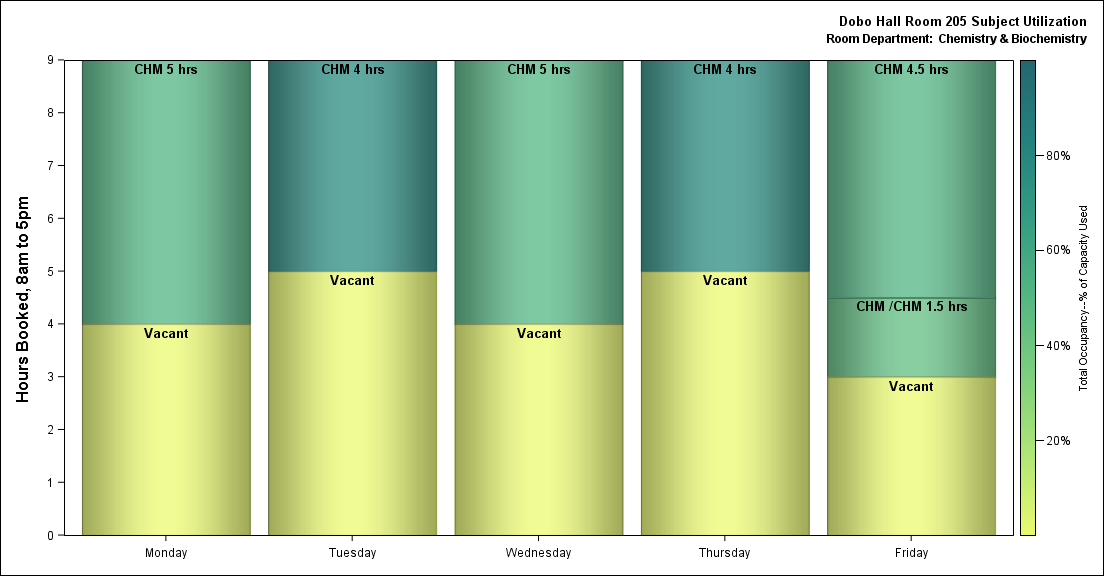 Dobo Hall Room 205 Subject Utilization
Room Department: Chemistry & Biochemistry
Hours Booked, 8am to 5pm
9
8
7
6
5
4
3
2
1
0
CHM 5 hrs
Vacant
CHM 4 hrs
Vacant
CHM 5 hrs
Vacant
CHM 4 hrs
Vacant
CHM 4.5 hrs
CHM /CHM 1.5 hrs
Vacant
Monday
Tuesday
Wednesday
Thursday
Friday
80%
60%
40%
20%
Total Occupancy--% of Capacity Used